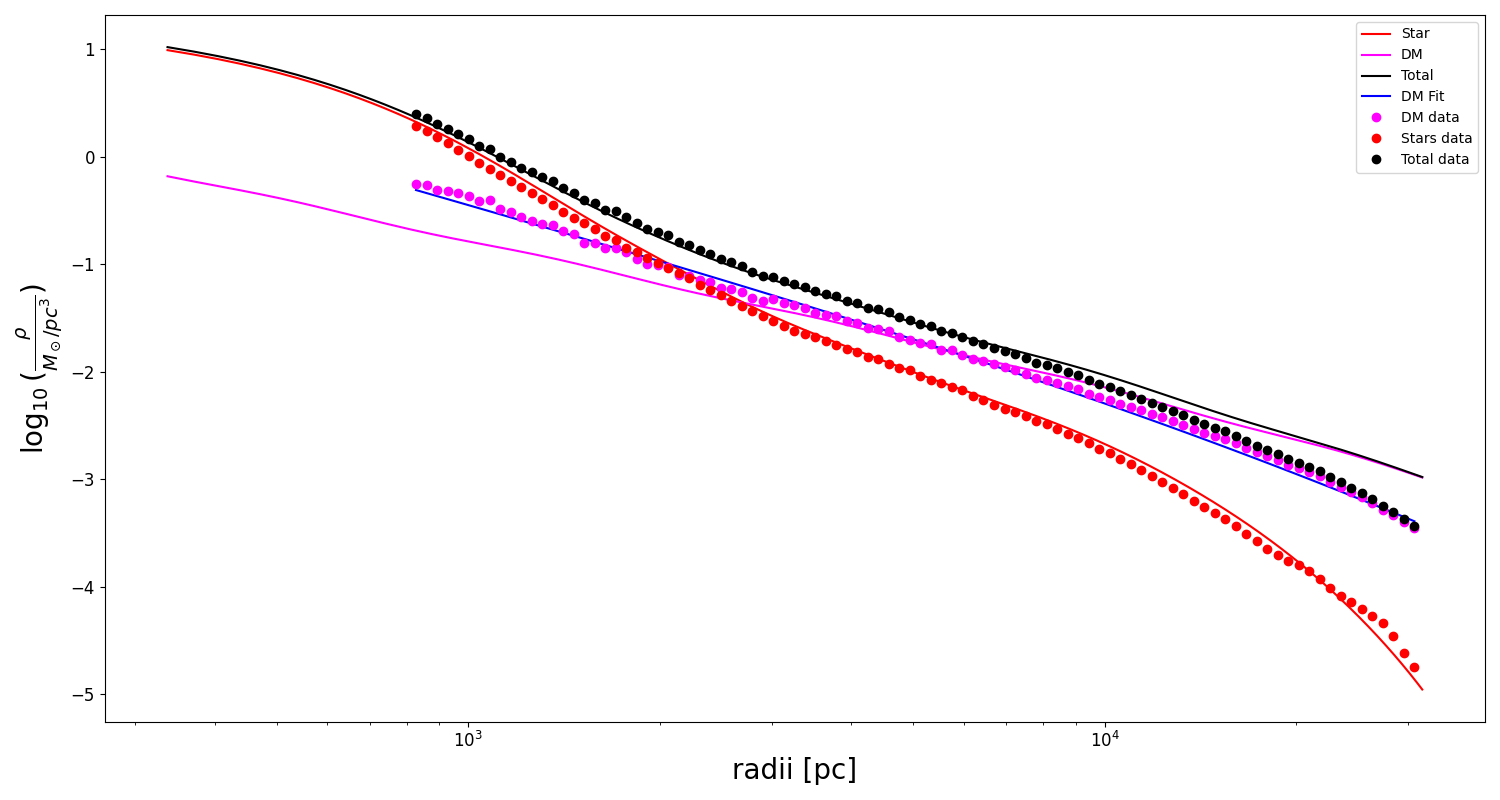 1
0
−1
−2
−3
−4
−5
log₁₀(ρ / M☉/pc³)
10³
10⁴
radii [pc]
Star
DM
Total
DM Fit
DM data
Stars data
Total data